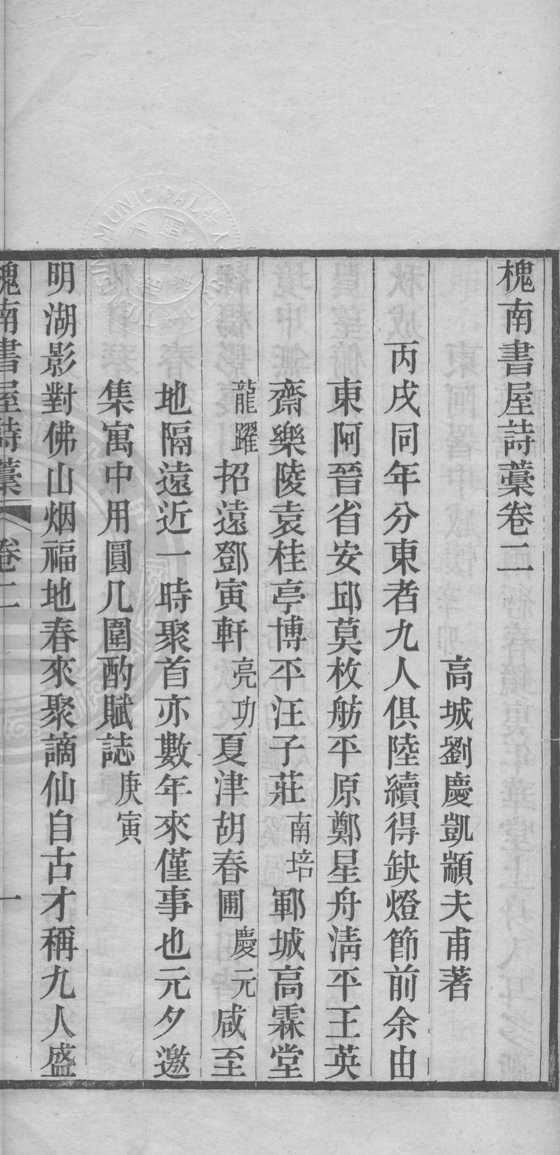 槐南書屋詩藁卷二
高城劉慶凱顓夫甫著
丙戌同年分東者九人俱陸續得缺燈節前余由
東阿晉省安邱莫枚舫平原鄭星舟淸平王英
齋樂陵袁桂亭博平汪子莊南培鄆城高霖堂
龍躍招遠鄧寅軒亮功夏津胡春圃慶元咸至
地隔遠近一時聚首亦數年來僅事也元夕邀
集寓中用圓几圍酌賦誌庚寅
明湖影對佛山烟福地春來聚謫仙自古才稱九人盛
槐南書屋詩藁 卷二 一